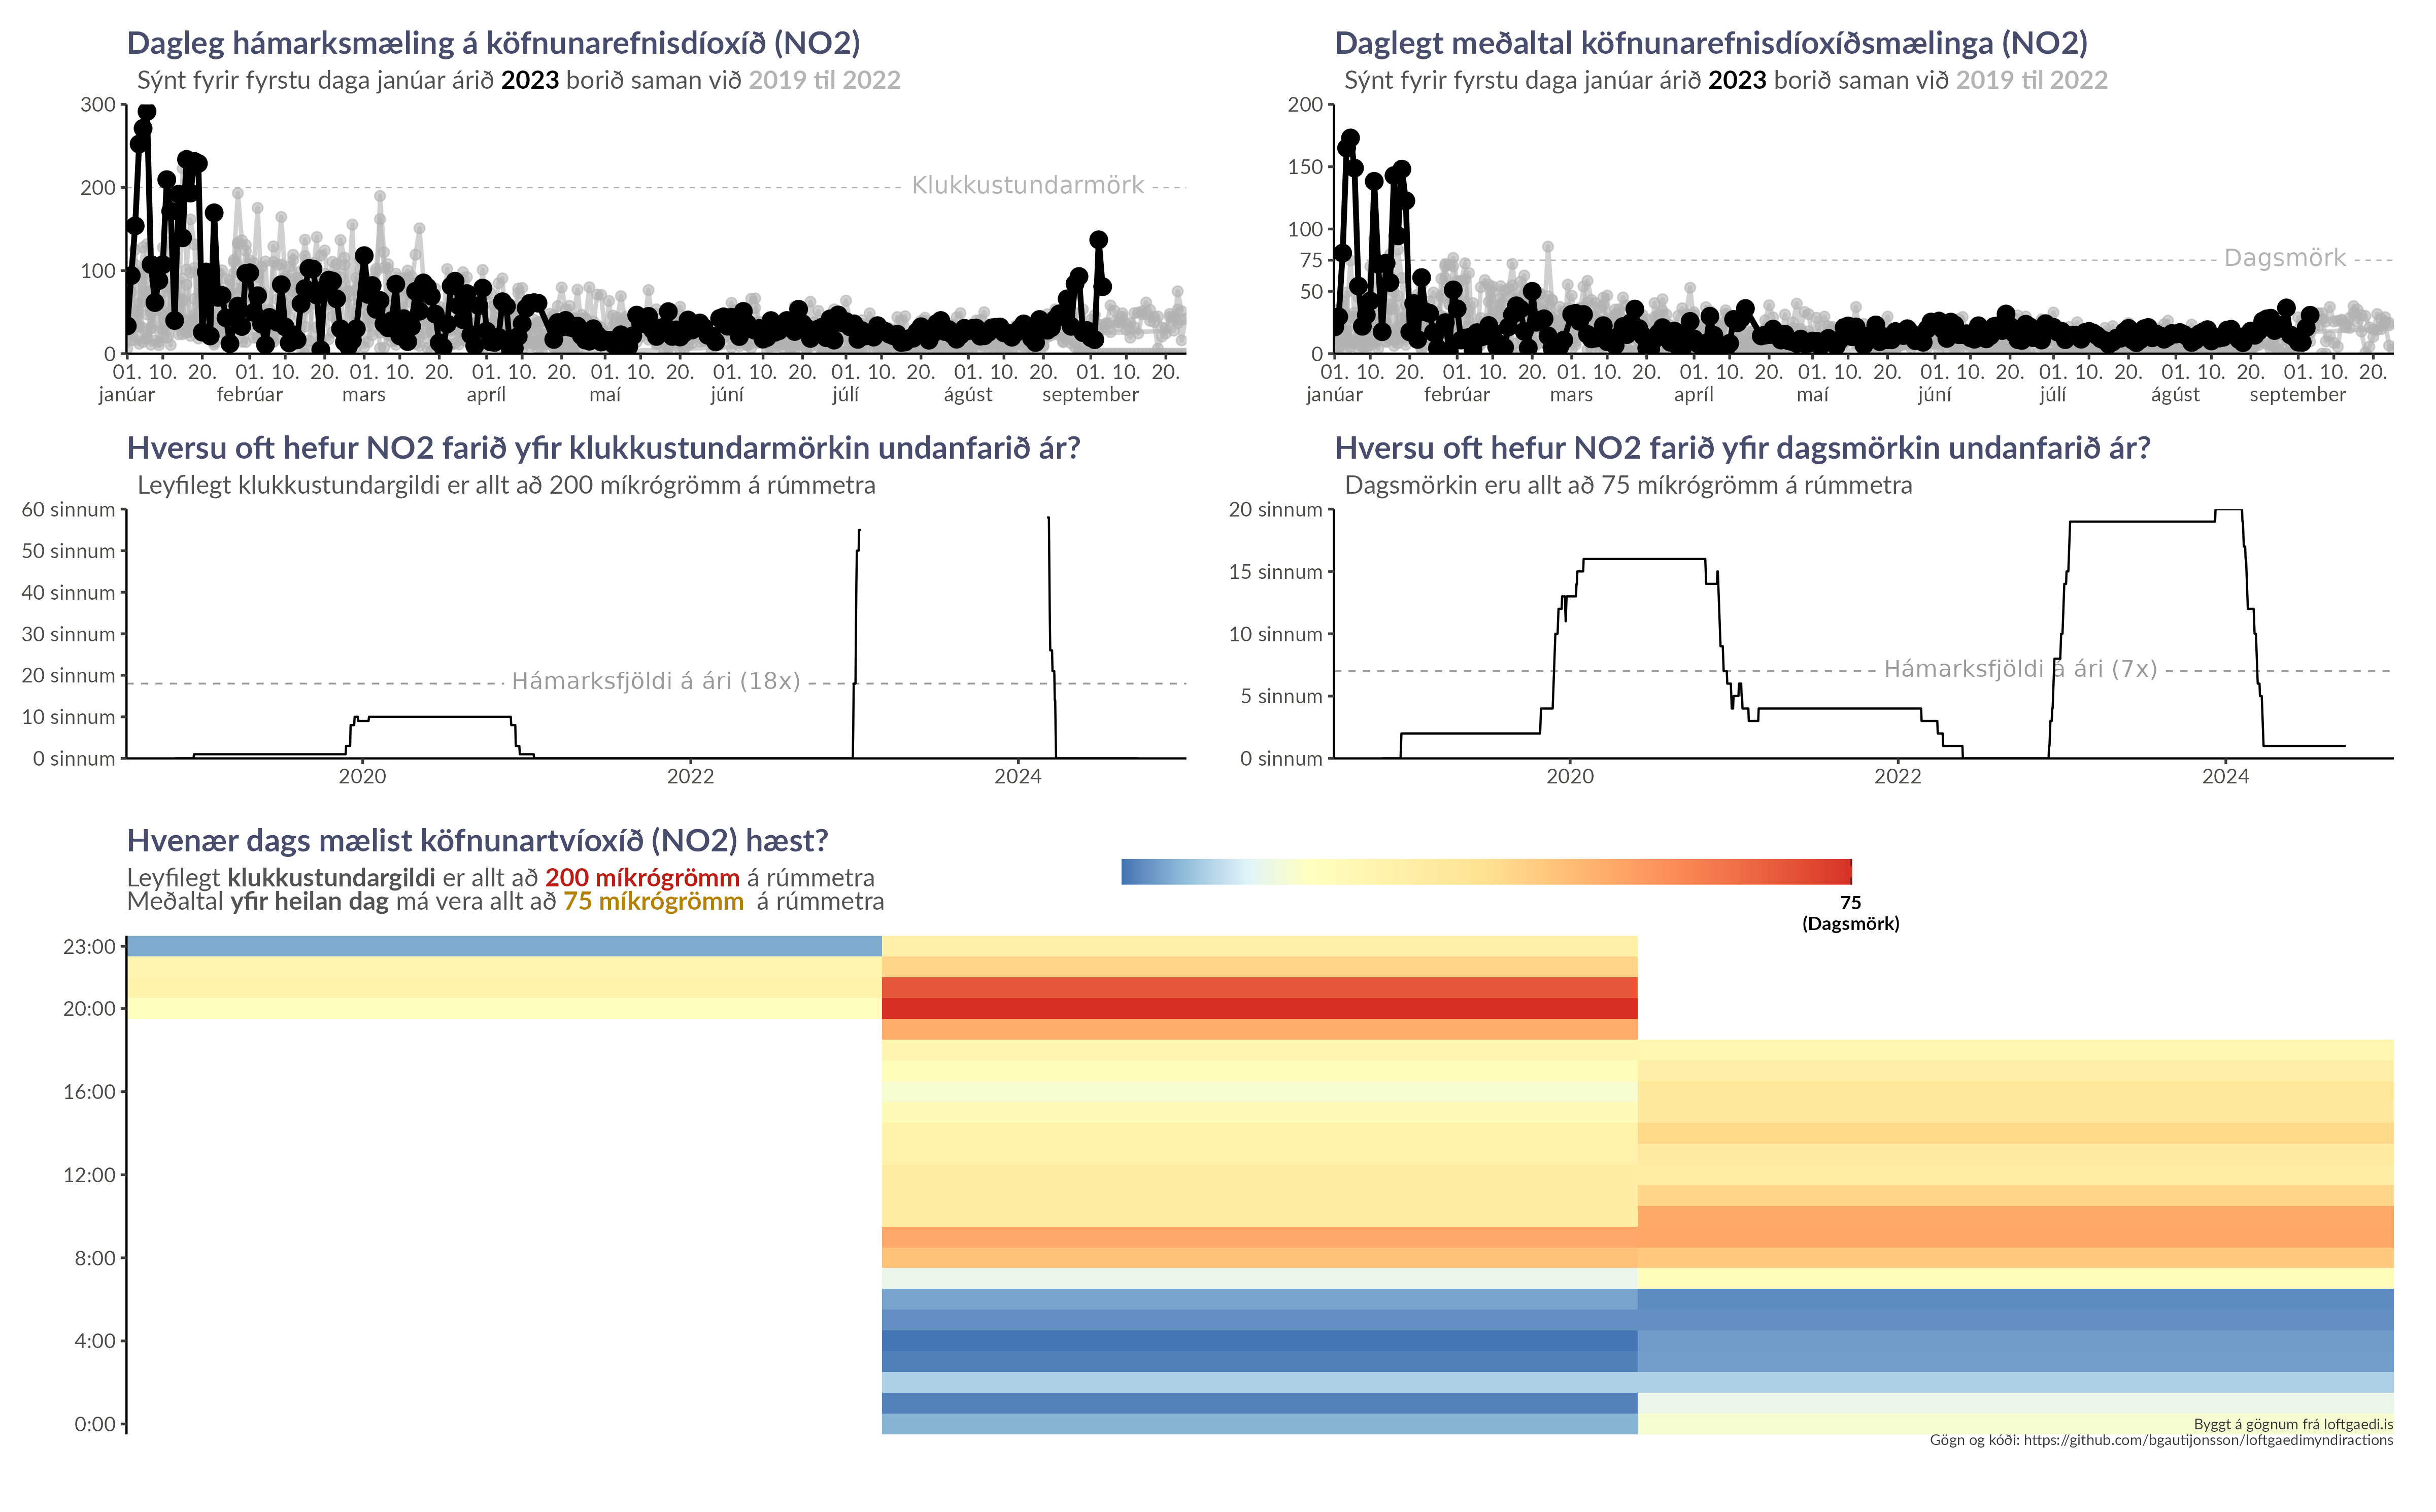 Dagleg hámarksmæling á köfnunarefnisdíoxíð (NO2)
Sýnt fyrir fyrstu daga janúar árið 2023 borið saman við 2019 til 2022
300
200
100
0
Klukkustundarmörk
01. 10. 20. 01. 10. 20. 01. 10. 20. 01. 10. 20. 01. 10. 20. 01. 10. 20. 01. 10. 20. 01. 10. 20. 01. 10. 20.
janúar febrúar mars apríl maí júní júlí ágúst september
Daglegt meðaltal köfnunarefnisdíoxíðsmælinga (NO2)
Sýnt fyrir fyrstu daga janúar árið 2023 borið saman við 2019 til 2022
200
150
100
75
50
0
Dagsmörk
01. 10. 20. 01. 10. 20. 01. 10. 20. 01. 10. 20. 01. 10. 20. 01. 10. 20. 01. 10. 20. 01. 10. 20. 01. 10. 20.
janúar febrúar mars apríl maí júní júlí ágúst september
Hversu oft hefur NO2 farið yfir klukkustundarmörkin undanfarið ár?
Leyfilegt klukkustundargildi er allt að 200 míkrógrömm á rúmmetra
60 sinnum
50 sinnum
40 sinnum
30 sinnum
20 sinnum
10 sinnum
0 sinnum
Hámarksfjöldi á ári (18x)
2020 2022 2024
Hversu oft hefur NO2 farið yfir dagsmörkin undanfarið ár?
Dagsmörkin eru allt að 75 míkrógrömm á rúmmetra
20 sinnum
15 sinnum
10 sinnum
5 sinnum
0 sinnum
Hámarksfjöldi á ári (7x)
2020 2022 2024
Hvenær dags mælist köfnunartvíoxíð (NO2) hæst?
Leyfilegt klukkustundargildi er allt að 200 míkrógrömm á rúmmetra
Meðaltal yfir heilan dag má vera allt að 75 míkrógrömm á rúmmetra
75
(Dagsmörk)
23:00
20:00
16:00
12:00
8:00
4:00
0:00
Byggt á gögnum frá loftgaedi.is
Gögn og kóði: https://github.com/bgautijonsson/loftgaedimyndiractions